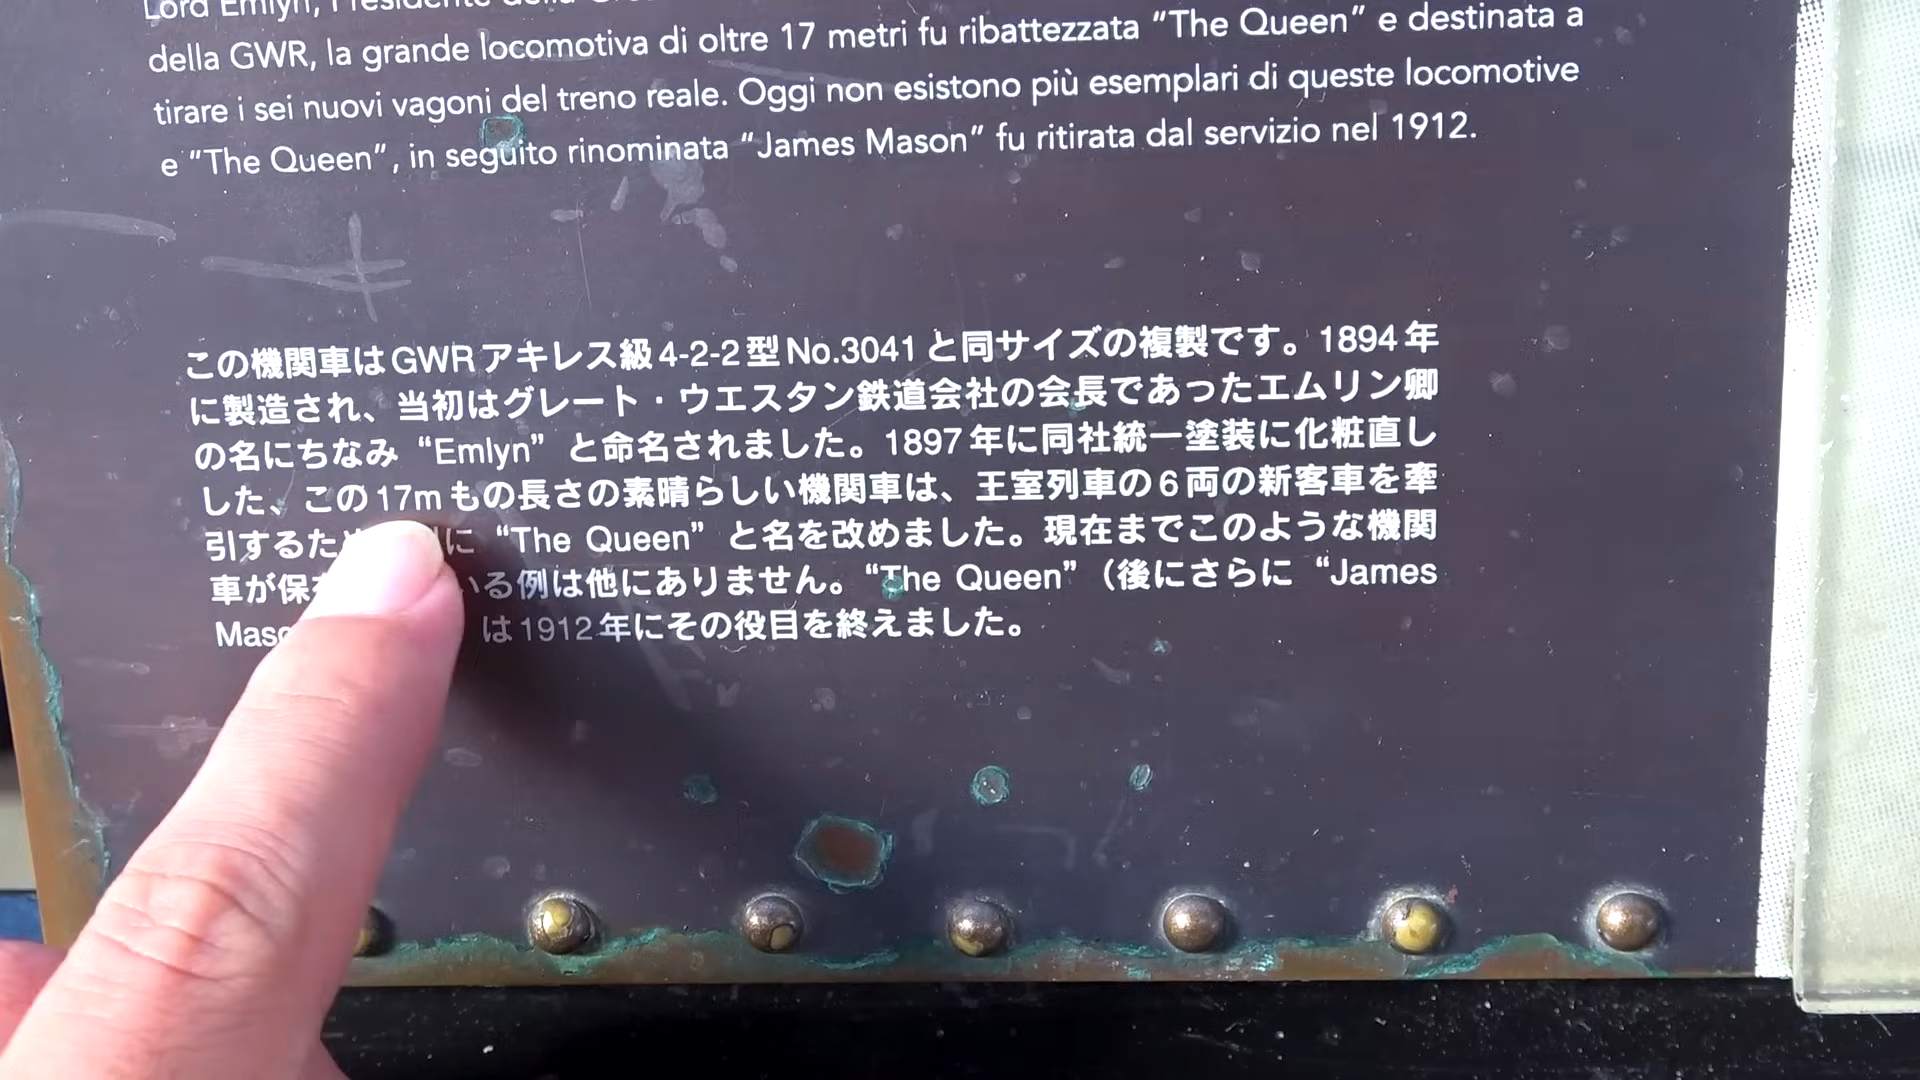 Lord Emlyn, Presidente della
della GWR, la grande locomotiva di oltre 17 metri fu ribattezzata “The Queen” e destinata a
tirare i sei nuovi vagoni del treno reale. Oggi non esistono più esemplari di queste locomotive
e “The Queen”, in seguito rinominata “James Mason” fu ritirata dal servizio nel 1912.
この機関車はGWRアキレス級4-2-2型No.3041と同サイズの複製です。1894年
に製造され、当初はグレート・ウエスタン鉄道会社の会長であったエムリン卿
の名にちなみ“Emlyn”と命名されました。1897年に同社統一塗装に化粧直し
した、この17mもの長さの素晴らしい機関車は、王室列車の6両の新客車を牽
引するため に“The Queen”と名を改めました。現在までこのような機関
車が保 いる例は他にありません。“The Queen”（後にさらに“James
は1912年にその役目を終えました。